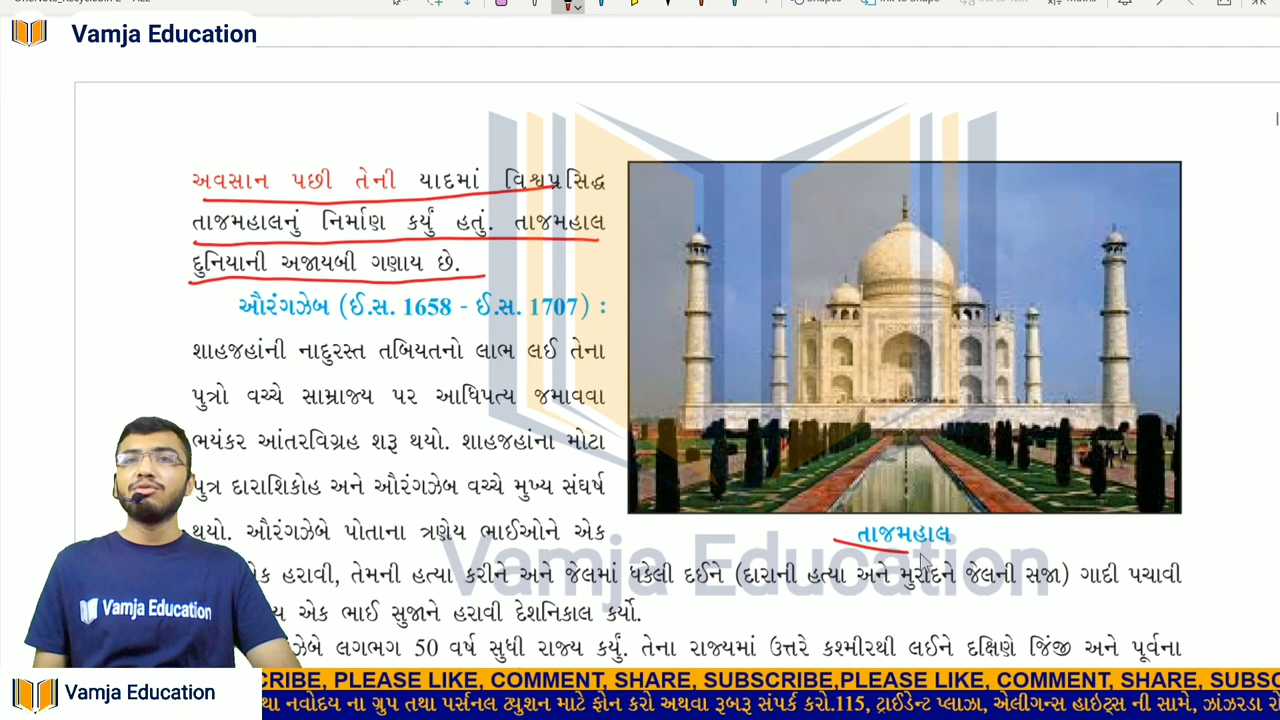 Vamja Education
અવસાન પછી તેની યાદમાં વિશ્વપ્રસિદ્ધ
તાજમહાલનું નિર્માણ કર્યું હતું. તાજમહાલ
દુનિયાની અજાયબી ગણાય છે.
ઔરંગઝેબ (ઈ.સ. 1658 - ઈ.સ. 1707) :
શાહજહાંની નાદુરસ્ત તબિયતનો લાભ લઈ તેના
પુત્રો વચ્ચે સામ્રાજ્ય પર આધિપત્ય જમાવવા
ભયંકર આંતરવિગ્રહ શરૂ થયો. શાહજહાંના મોટા
પુત્ર દારાશિકોહ અને ઔરંગઝેબ વચ્ચે મુખ્ય સંઘર્ષ
થયો. ઔરંગઝેબે પોતાના ત્રણેય ભાઈઓને એક
હરાવી, તેમની હત્યા કરીને અને જેલમાં ધકેલી દઈને (દારાની હત્યા અને મુરાદને જેલની સજા) ગાદી પચાવી
એક ભાઈ સુજાને હરાવી દેશનિકાલ કર્યો.
લગભગ 50 વર્ષ સુધી રાજ્ય કર્યું. તેના રાજ્યમાં ઉત્તરે કશ્મીરથી લઈને દક્ષિણે જિંજી અને પૂર્વના
તાજમહાલ
Vamja Education
Vamja Education
Vamja Education
CRIBE, PLEASE LIKE, COMMENT, SHARE, SUBSCRIBE,PLEASE LIKE, COMMENT, SHARE, SUBSC
નવોદય ના ગ્રુપ તથા પર્સનલ ટ્યુશન માટે ફોન કરો અથવા રૂબરૂ સંપર્ક કરો.115, ટ્રાઈડેન્ટ પ્લાઝા, એલીગન્સ હાઇટ્સ ની સામે, ઝાંઝરડા